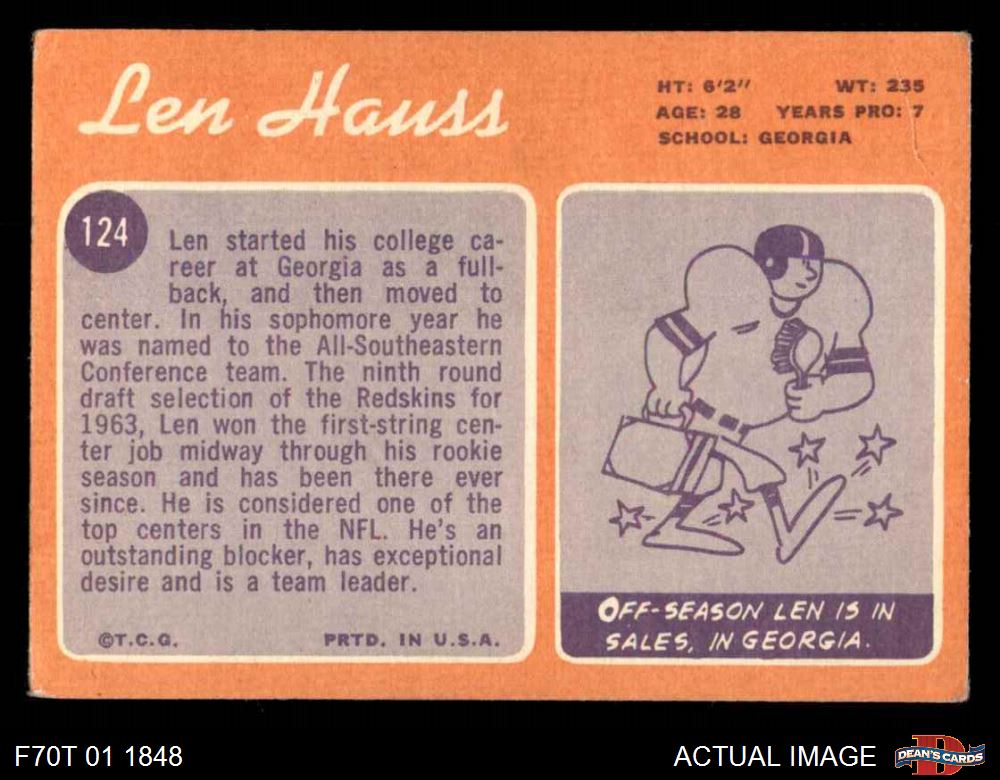 Len Hauss
HT: 6'2" WT: 235
AGE: 28 YEARS PRO: 7
SCHOOL: GEORGIA
124
Len started his college ca-
reer at Georgia as a full-
back, and then moved to
center. In his sophomore year he
was named to the All-Southeastern
Conference team. The ninth round
draft selection of the Redskins for
1963, Len won the first-string cen-
ter job midway through his rookie
season and has been there ever
since. He is considered one of the
top centers in the NFL. He's an
outstanding blocker, has exceptional
desire and is a team leader.
©T.C.G. PRTD. IN U.S.A.
OFF-SEASON LEN IS IN
SALES, IN GEORGIA.
F70T 01 1848
ACTUAL IMAGE
D
DEAN'S CARDS